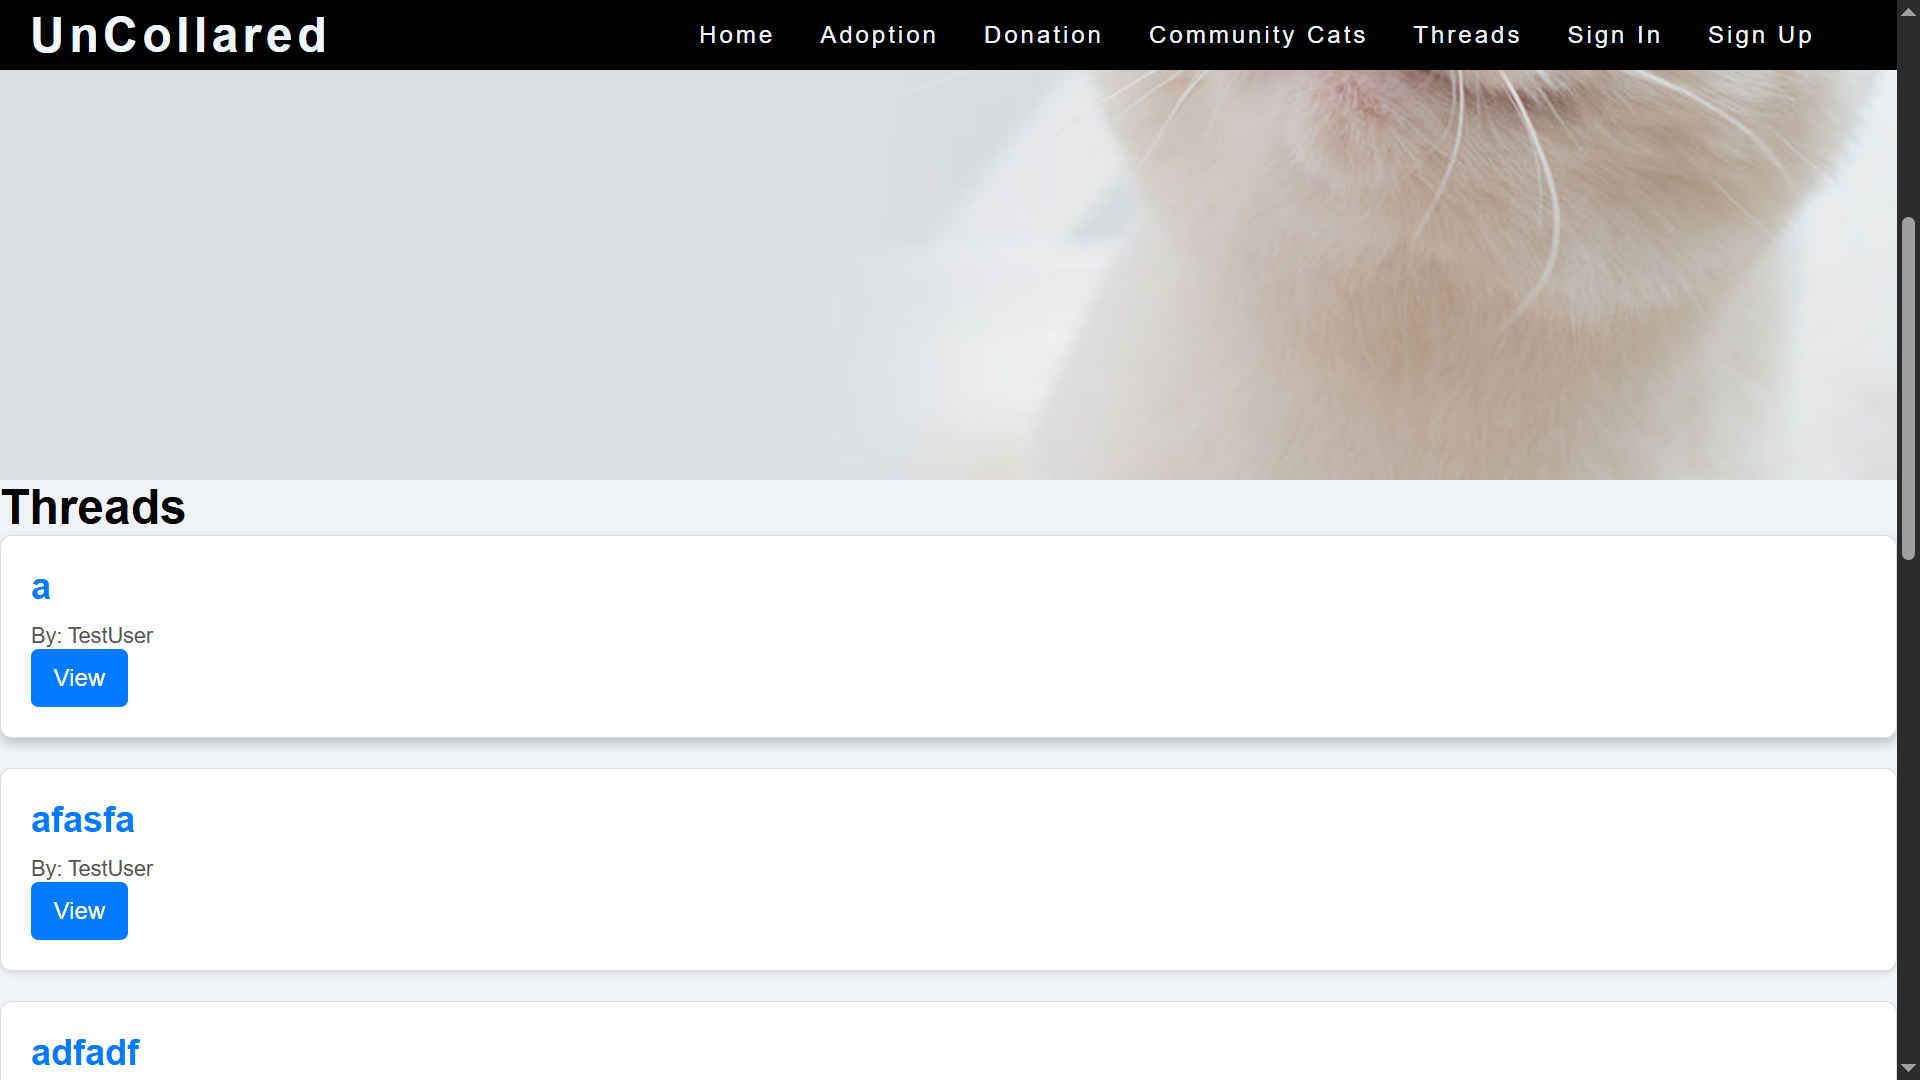 UnCollared
Home Adoption Donation Community Cats Threads Sign In Sign Up
Threads
a
By: TestUser
View
afasfa
By: TestUser
View
adfadf